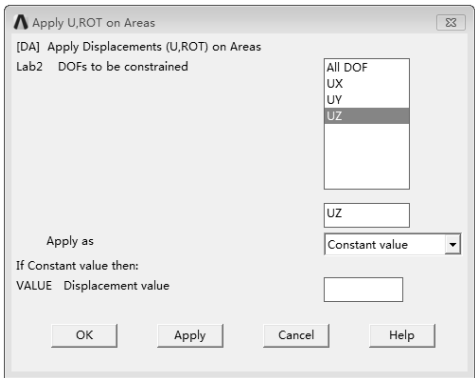 Apply U,ROT on Areas
[DA] Apply Displacements (U,ROT) on Areas
Lab2 DOFs to be constrained
All DOF
UX
UY
UZ
UZ
Apply as
Constant value
If Constant value then:
VALUE Displacement value
OK Apply Cancel Help